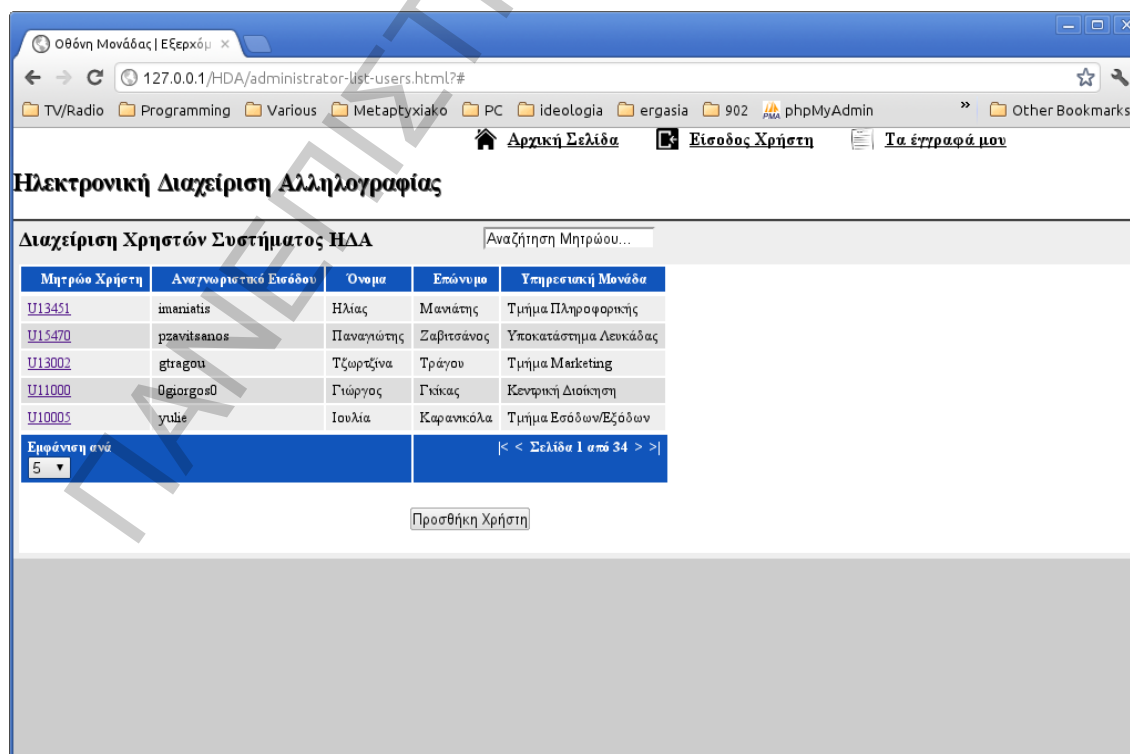 Οθόνη Μονάδας | Εξερχόμ
127.0.0.1/HDA/administrator-list-users.html?#
TV/Radio Programming Various Metaptyxiako PC ideologia ergasia 902 phpMyAdmin » Other Bookmarks
Αρχική Σελίδα Είσοδος Χρήστη Τα έγγραφά μου
Ηλεκτρονική Διαχείριση Αλληλογραφίας
Διαχείριση Χρηστών Συστήματος ΗΔΑ Αναζήτηση Μητρώου...
Μητρώο Χρήστη Αναγνωριστικό Εισόδου Όνομα Επώνυμο Υπηρεσιακή Μονάδα
U13451 imaniatis Ηλίας Μανιάτης Τμήμα Πληροφορικής
U15470 pzavitsanos Παναγιώτης Ζαβιτσάνος Υποκατάστημα Λευκάδας
U13002 gtragou Τζωρτζίνα Τράγου Τμήμα Marketing
U11000 0giorgos0 Γιώργος Γκίκας Κεντρική Διοίκηση
U10005 yulie Ιουλία Καρανικόλα Τμήμα Εσόδων/Εξόδων
Εμφάνιση ανά |< < Σελίδα 1 από 34 > >|
5
Προσθήκη Χρήστη
ΠΑΝΕΠΙΣΤ